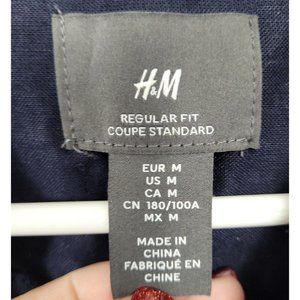 H&M
REGULAR FIT
COUPE STANDARD
EUR M
US M
CA M
CN 180/100A
MX M
MADE IN
CHINA
FABRIQUÉ EN
CHINE